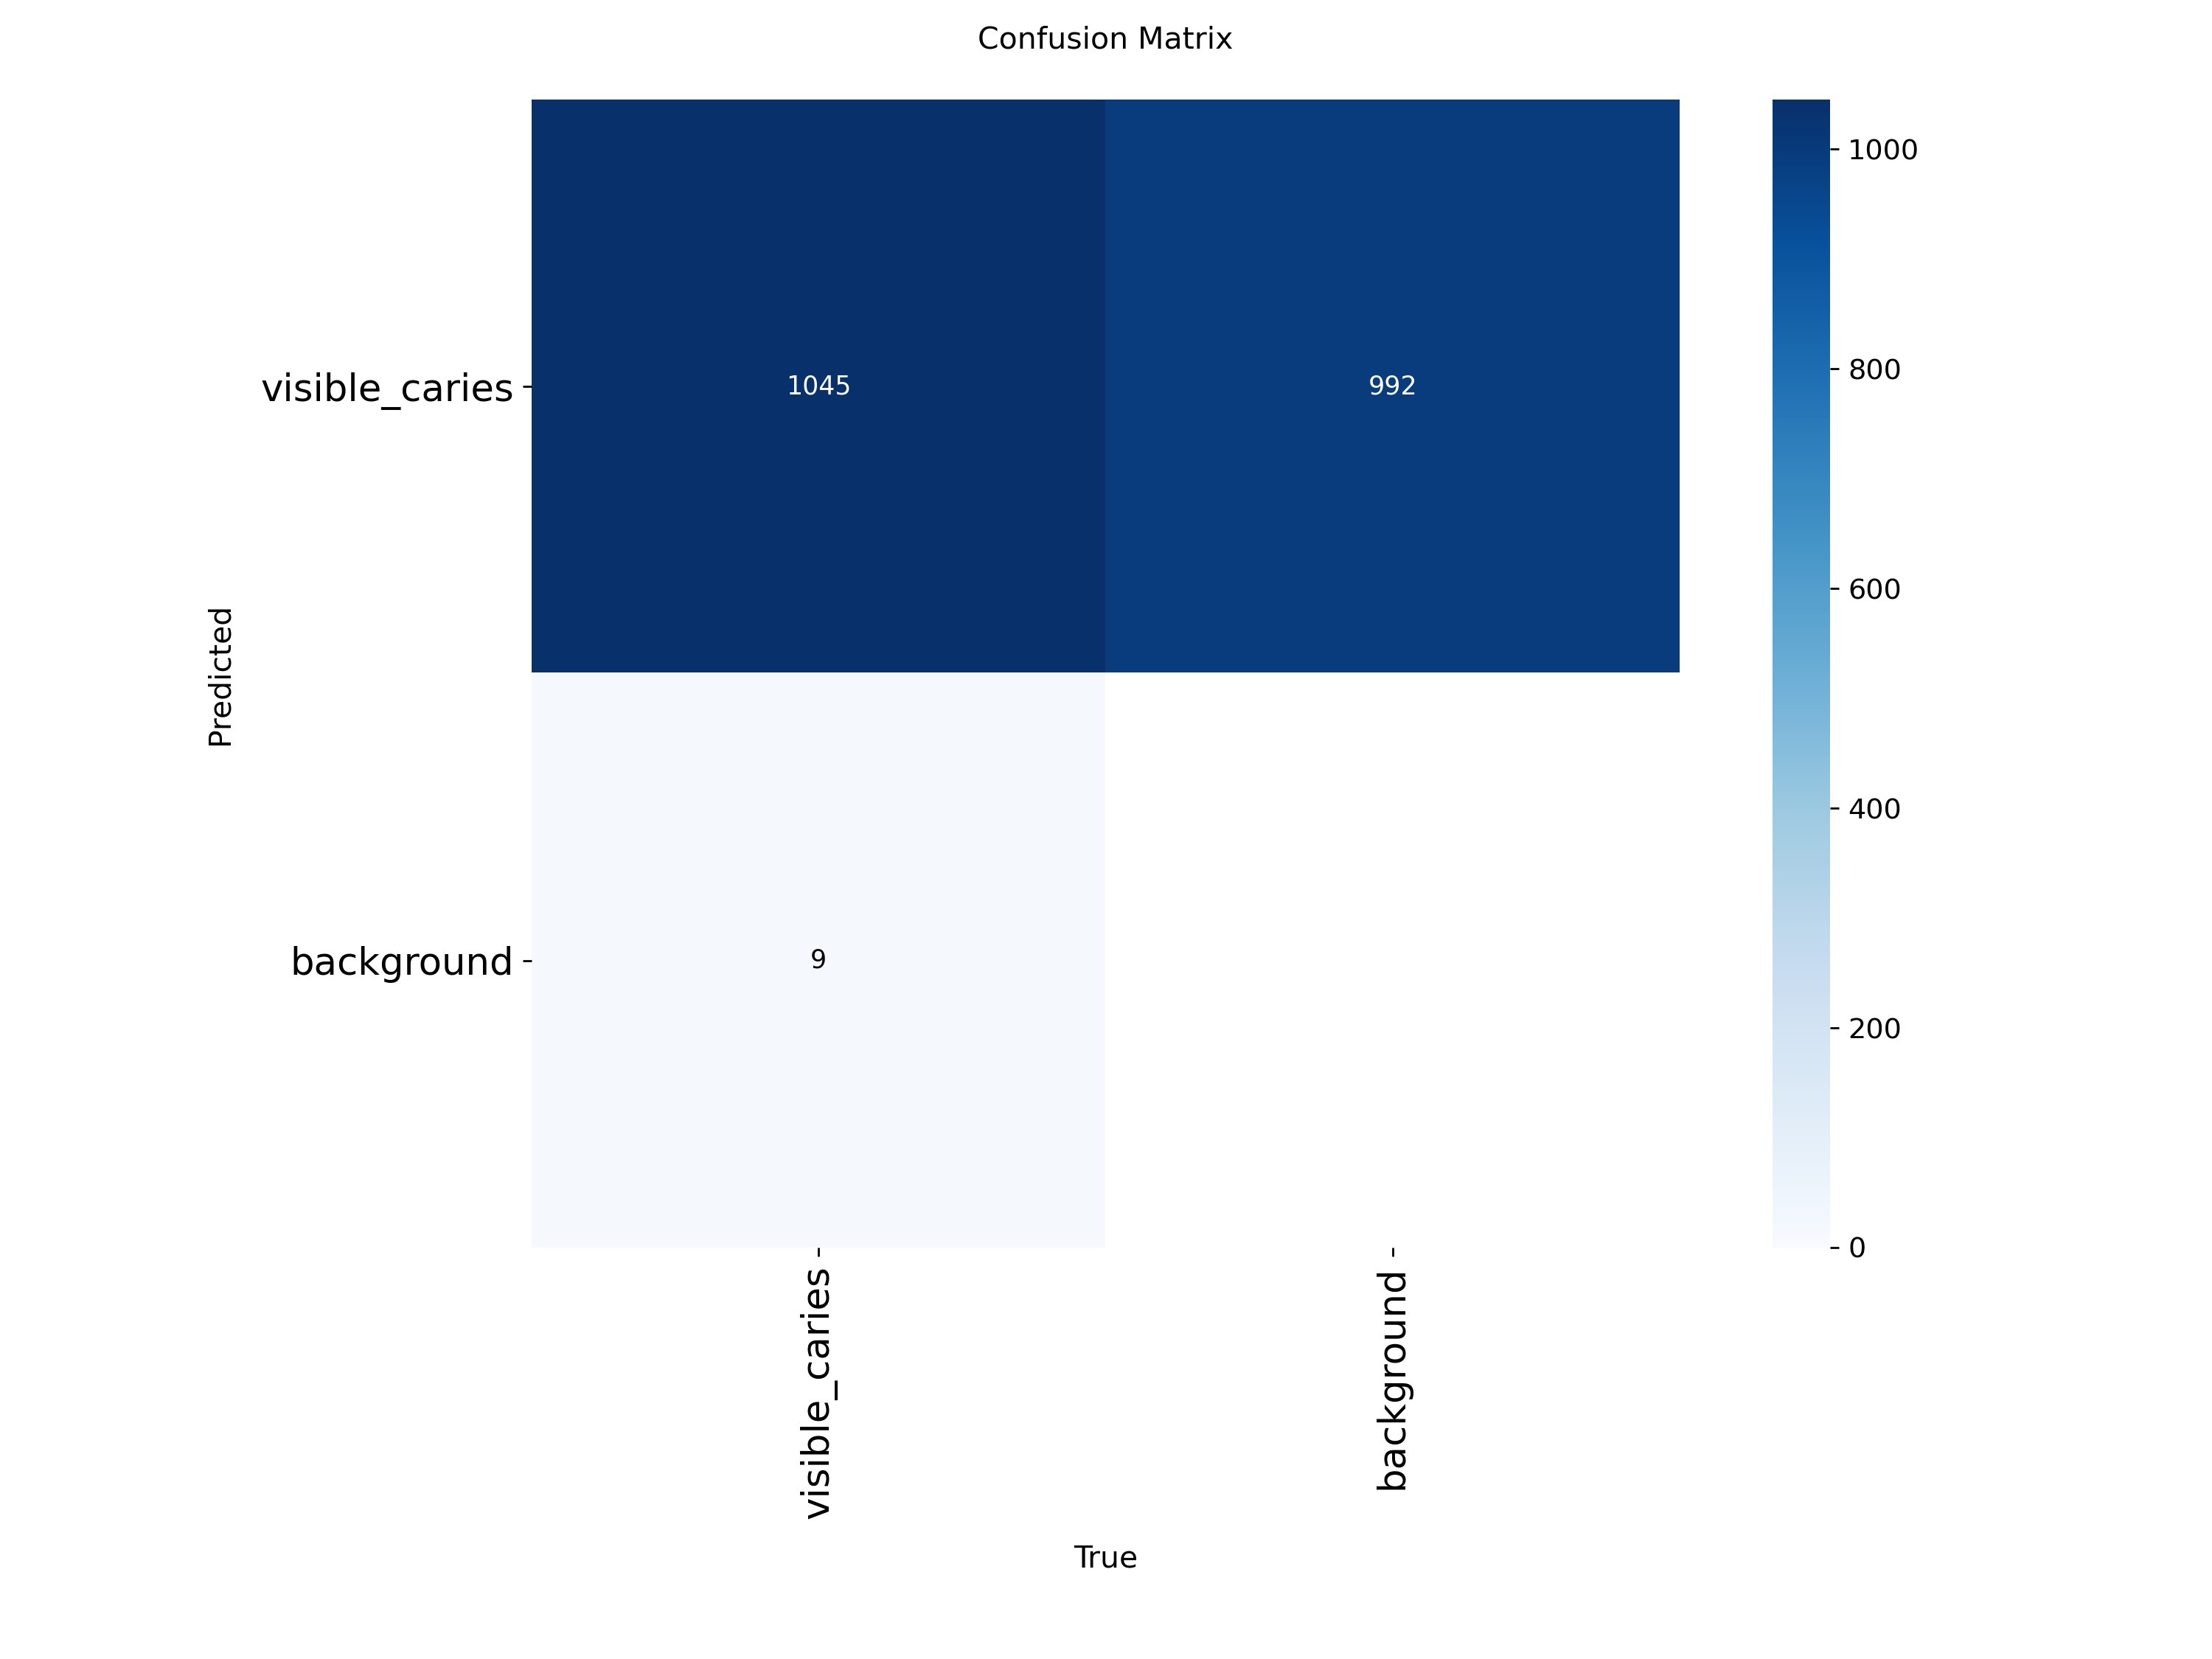 Confusion Matrix
visible_caries
background
Predicted
1045
992
9
visible_caries
background
True
1000
800
600
400
200
0